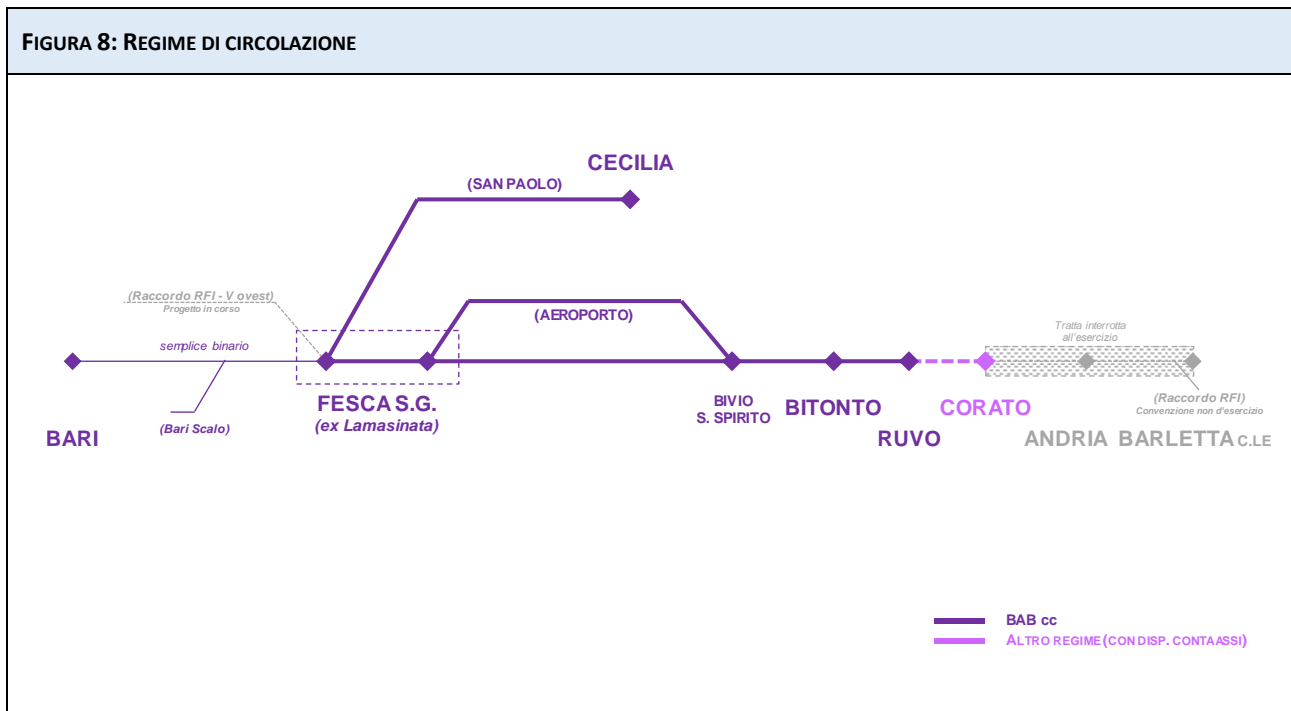 FIGURA 8: REGIME DI CIRCOLAZIONE
CECILIA
(SAN PAOLO)
(Raccordo RFI - V ovest)
Progetto in corso
(AEROPORTO)
semplice binario
Tratta interrotta
all'esercizio
FESCA S.G.
(ex Lamasinata)
BIVIO
S. SPIRITO
BITONTO
CORATO
(Raccordo RFI)
Convenzione non d'esercizio
(Bari Scalo)
BARI
RUVO
ANDRIA
BARLETTA C.LE
BAB cc
ALTRO REGIME (CON DISP. CONTA ASSI)